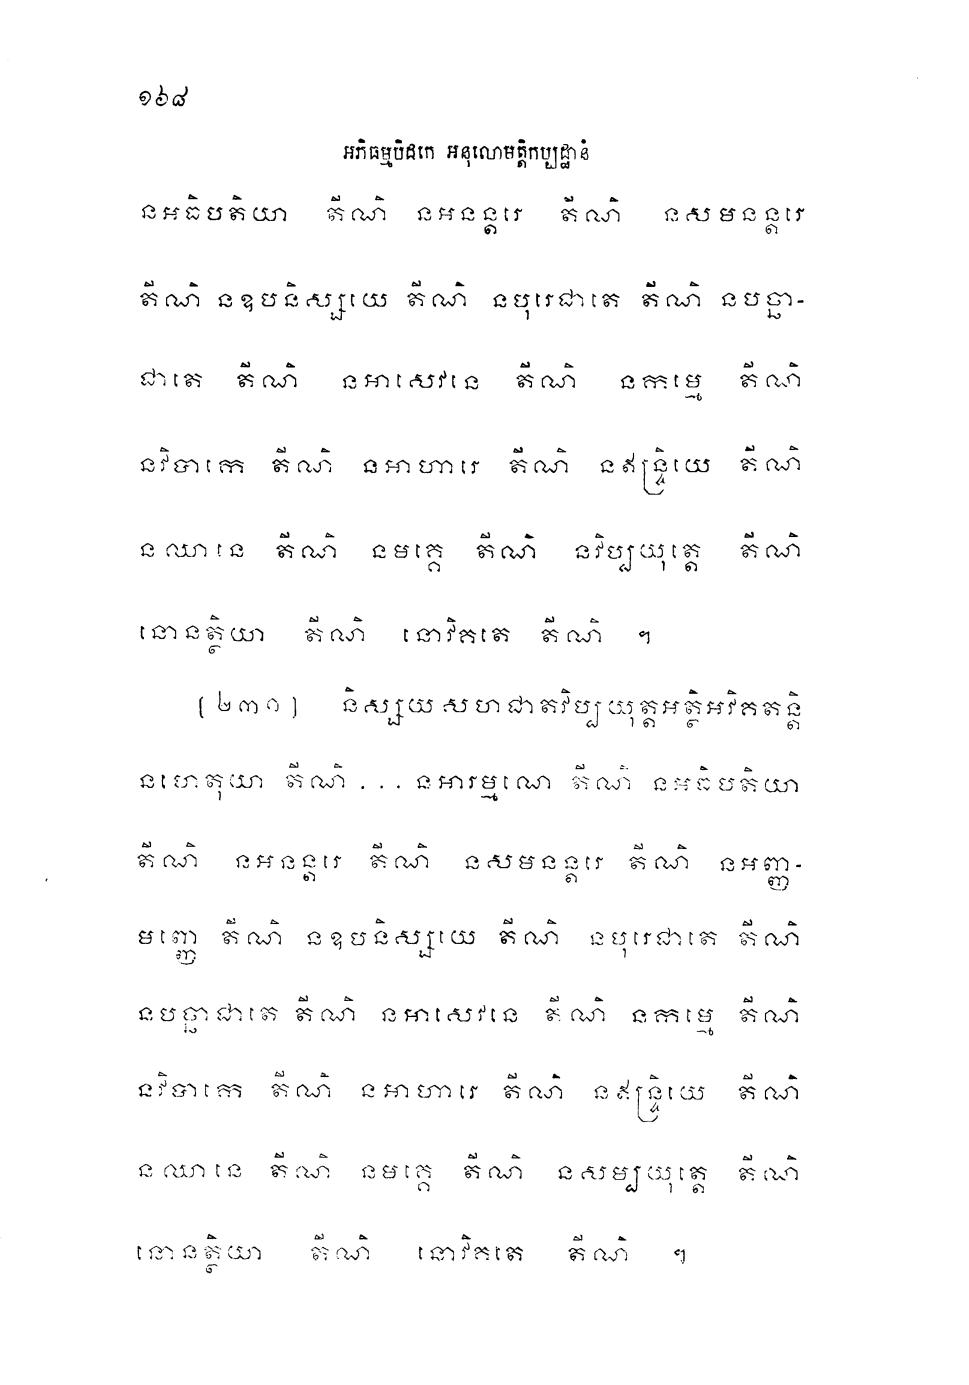 ១៦៨
អភិធម្មបិដកេ អនុលោមត្តិកប្បដ្ឋានំ
នអធិបតិយា តីណិ នអនន្តរេ តីណិ នសមនន្តរេ
តីណិ នឧបនិស្សយេ តីណិ នបុរេជាតេ តីណិ នបច្ឆា-
ជាតេ តីណិ នអាសេវនេ តីណិ នកម្មេ តីណិ
នវិបាកេ តីណិ នអាហារេ តីណិ នឥន្ទ្រិយេ តីណិ
នឈានេ តីណិ នមគ្គេ តីណិ នវិប្បយុត្តេ តីណិ
នោនត្ថិយា តីណិ នោវិគតេ តីណិ ។
[២៣១] និស្សយសហជាតវិប្បយុត្តអត្ថិអវិគតន្តិ
នហេតុយា តីណិ ... នអារម្មណេ តីណិ នអធិបតិយា
តីណិ នអនន្តរេ តីណិ នសមនន្តរេ តីណិ នអញ្ញ-
មញ្ញេ តីណិ នឧបនិស្សយេ តីណិ នបុរេជាតេ តីណិ
នបច្ឆាជាតេ តីណិ នអាសេវនេ តីណិ នកម្មេ តីណិ
នវិបាកេ តីណិ នអាហារេ តីណិ នឥន្ទ្រិយេ តីណិ
នឈានេ តីណិ នមគ្គេ តីណិ នសម្បយុត្តេ តីណិ
នោនត្ថិយា តីណិ នោវិគតេ តីណិ ។